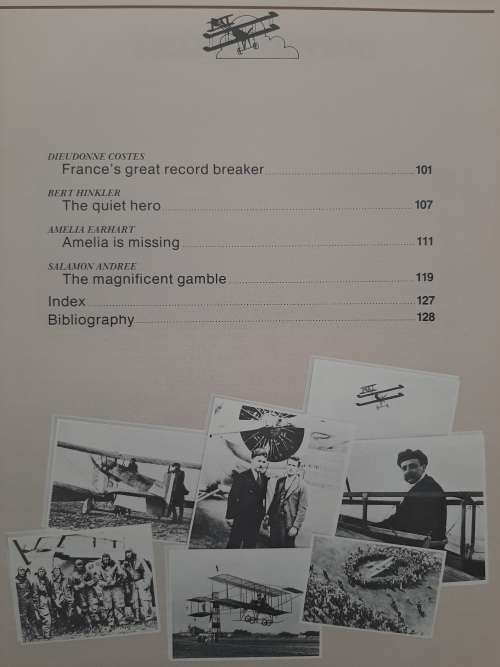 DIEUDONNE COSTES
France's great record breaker 101
BERT HINKLER
The quiet hero 107
AMELIA EARHART
Amelia is missing 111
SALAMON ANDREE
The magnificent gamble 119
Index 127
Bibliography 128